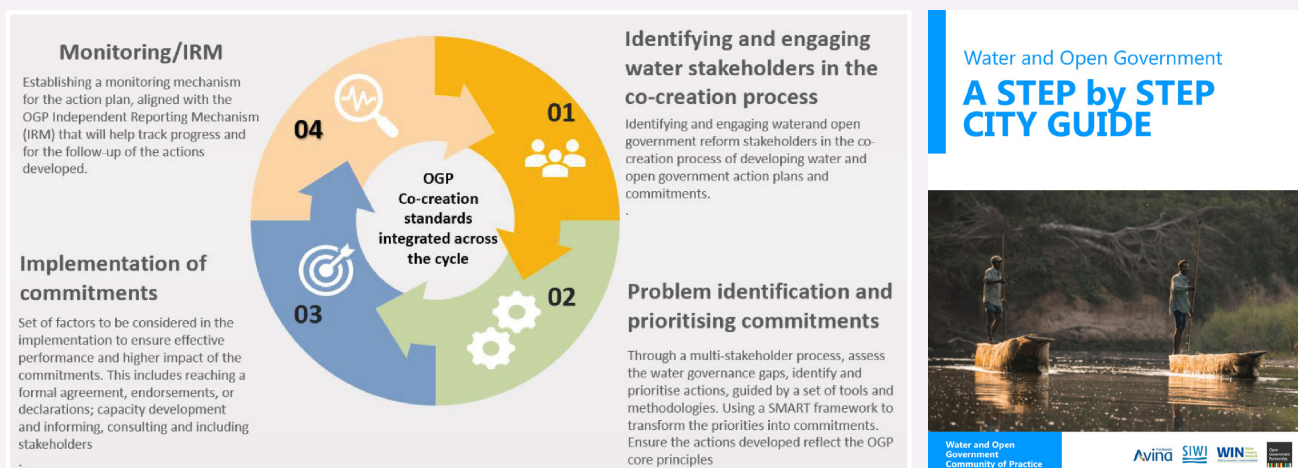 Monitoring/IRM
Establishing a monitoring mechanism
for the action plan, aligned with the
OGP Independent Reporting Mechanism
(IRM) that will help track progress and
for the follow-up of the actions
developed.
04
01
Identifying and engaging
water stakeholders in the
co-creation process
Identifying and engaging waterand open
government reform stakeholders in the co-
creation process of developing water and
open government action plans and
commitments.
.
OGP
Co-creation
standards
integrated across
the cycle
Implementation of
commitments
Set of factors to be considered in the
implementation to ensure effective
performance and higher impact of the
commitments. This includes reaching a
formal agreement, endorsements, or
declarations; capacity development
and informing, consulting and including
stakeholders
.
03
02
Problem identification and
prioritising commitments
Through a multi-stakeholder process, assess
the water governance gaps, identify and
prioritise actions, guided by a set of tools and
methodologies. Using a SMART framework to
transform the priorities into commitments.
Ensure the actions developed reflect the OGP
core principles
Water and Open Government
A STEP by STEP
CITY GUIDE
Water and Open
Government
Community of Practice
Avina
SIWI
WIN
Open
Government
Partnership